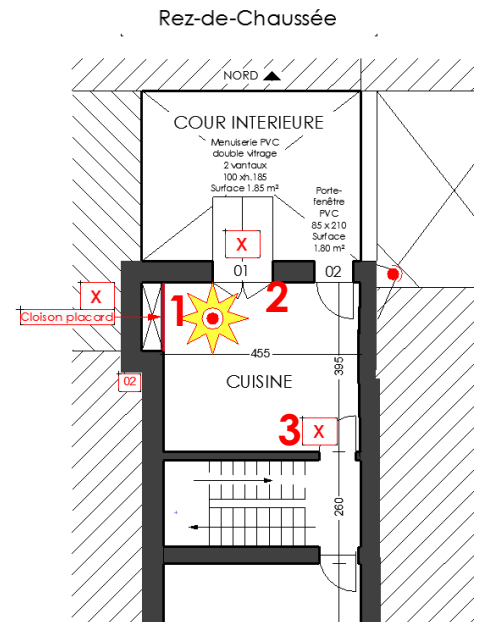 Rez-de-Chaussée
NORD
COUR INTERIEURE
Menuiserie PVC
double vitrage
2 vantaux
100 xh.185
Surface 1.85 m²
Porte-
fenêtre
PVC
85 x 210
Surface
1,80 m²
X
01
02
X
Cloison placard
1
2
455
395
CUISINE
02
3
X
260